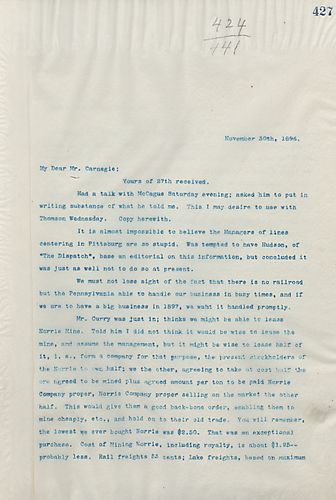 427
424
441
November 30th, 1896.
My Dear Mr. Carnegie;
Yours of 27th received.
Had a talk with McCague Saturday evening; asked him to put in
writing substance of what he told me. This I may desire to use with
Thomson Wednesday. Copy herewith.
It is almost impossible to believe the Managers of lines
centering in Pittsburg are so stupid. Was tempted to have Hudson, of
"The Dispatch", base an editorial on this information, but concluded it
was just as well not to do so at present.
We must not lose sight of the fact that there is no railroad
but the Pennsylvania able to handle our business in busy times, and if
we are to have a big business in 1897, we want it handled promptly.
Mr. Curry was just in; thinks we might be able to lease
Norrie Mine. Told him I did not think it would be wise to lease the
mine, and assume the management, but it might be wise to lease half of
it, i. e., form a company for that purpose, the present stockholders of
the Norrie to own half; we the other, agreeing to take at cost half the
ore agreed to be mined plus agreed amount per ton to be paid Norrie
Company proper, Norrie Company proper selling on the market the other
half. This would give them a good back-bone order, enabling them to
mine cheaply, etc., and hold on to their old trade. You will remember,
the lowest we ever bought Norrie was $2.50. That was an exceptional
purchase. Cost of Mining Norrie, including royalty, is about $1.25--
probably less. Rail freights 53 cents; Lake freights, based on maximum